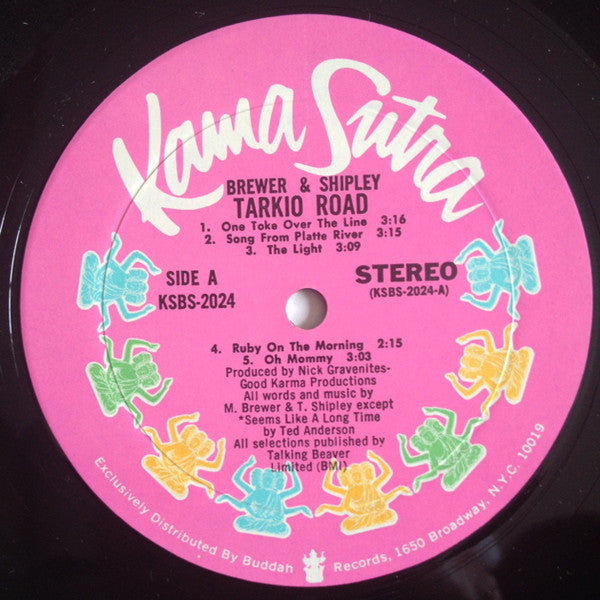 Kama Sutra
BREWER & SHIPLEY
TARKIO ROAD
1. One Toke Over The Line 3:16
2. Song From Platte River 3:15
3. The Light 3:09
SIDE A
KSBS-2024
STEREO
(KSBS-2024-A)
4. Ruby On The Morning 2:15
5. Oh Mommy 3:03
Produced by Nick Gravenites-
Good Karma Productions
All words and music by
M. Brewer & T. Shipley except
*Seems Like A Long Time
by Ted Anderson
All selections published by
Talking Beaver
Limited (BMI)
Exclusively Distributed By Buddah Records, 1650 Broadway, N.Y.C. 10019